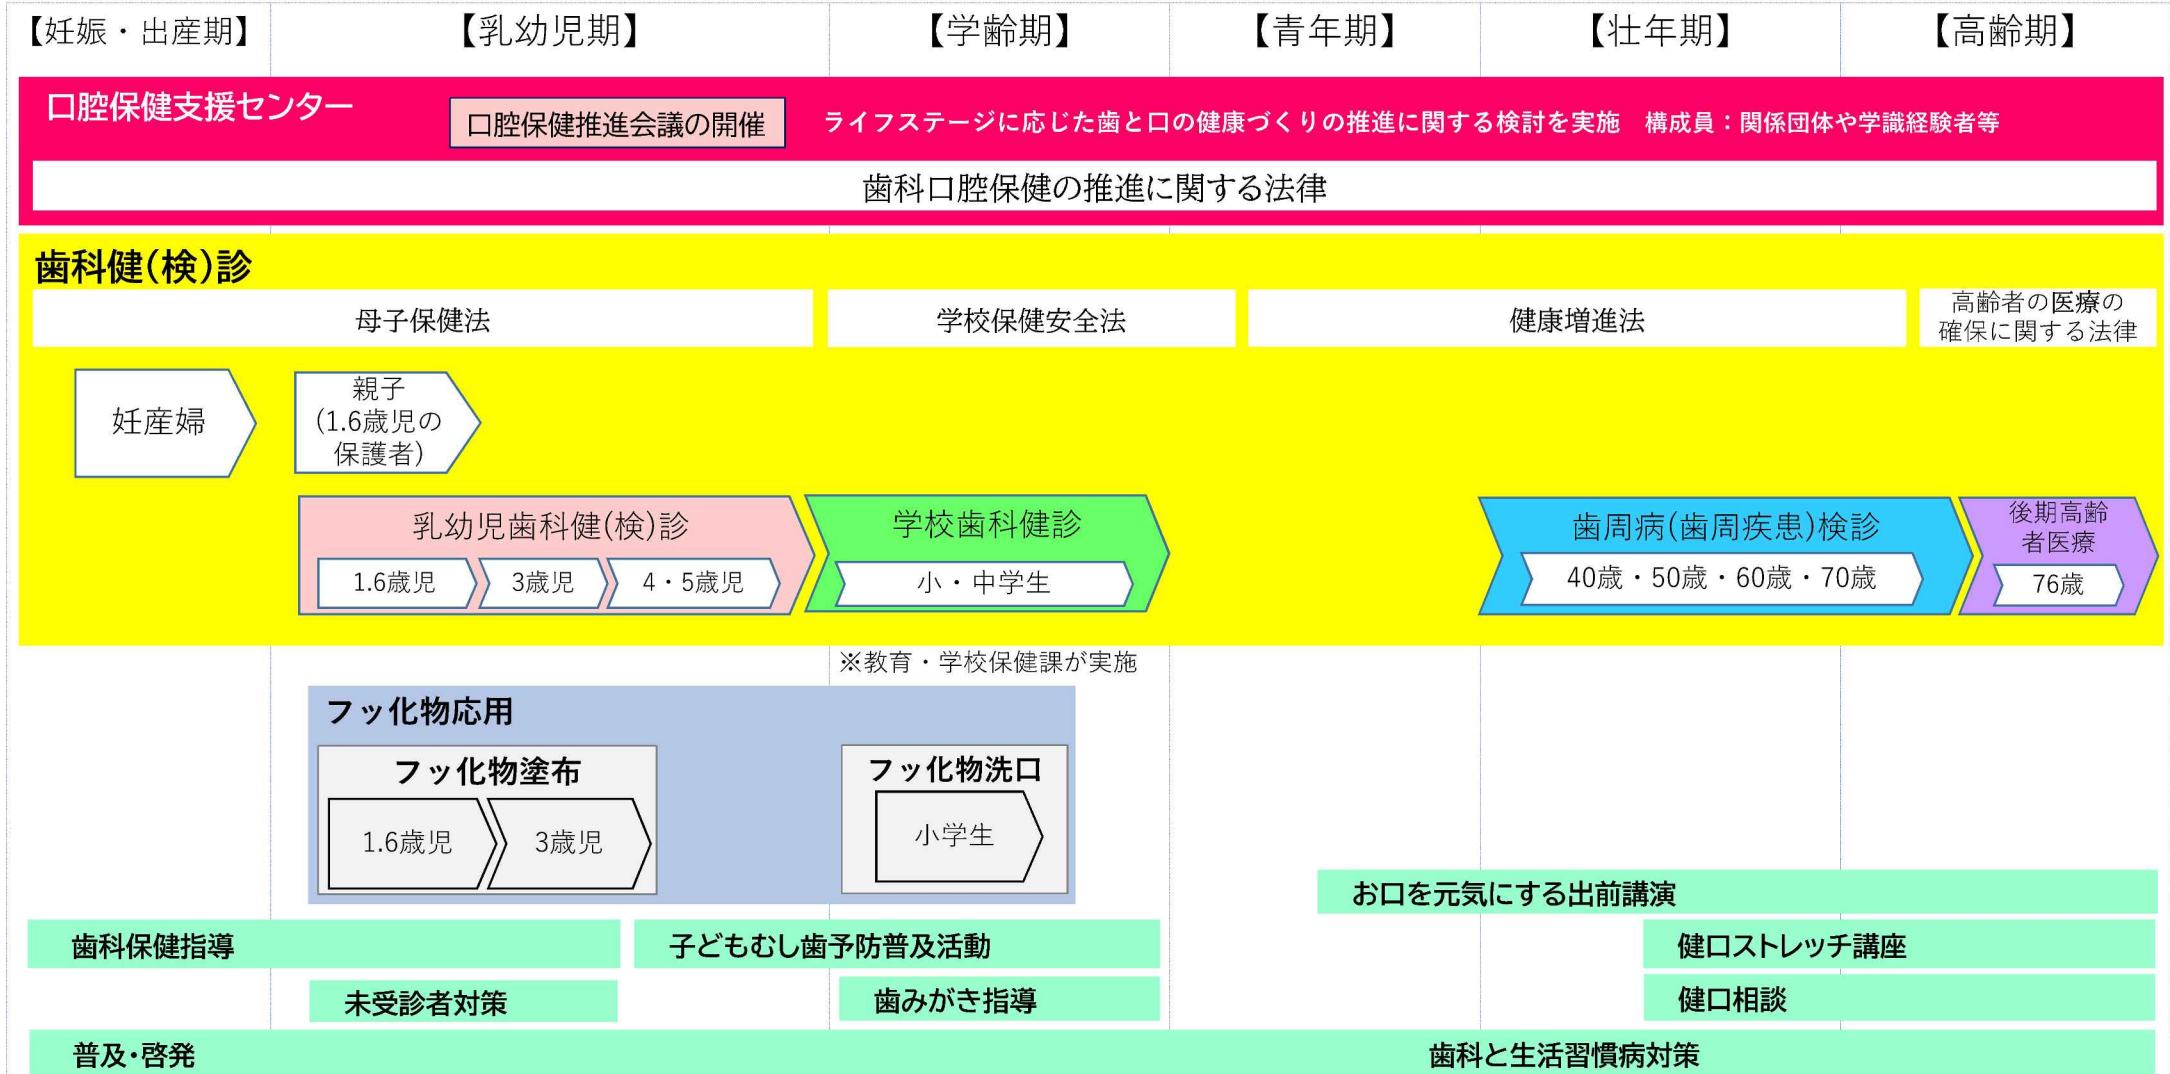 【妊娠・出産期】
【乳幼児期】
【学齢期】
【青年期】
【壮年期】
【高齢期】
口腔保健支援センター
口腔保健推進会議の開催
ライフステージに応じた歯と口の健康づくりの推進に関する検討を実施　構成員：関係団体や学識経験者等
歯科口腔保健の推進に関する法律
歯科健(検)診
母子保健法
学校保健安全法
健康増進法
高齢者の医療の
確保に関する法律
妊産婦
親子
(1.6歳児の
保護者)
乳幼児歯科健(検)診
1.6歳児
3歳児
4・5歳児
学校歯科健診
小・中学生
歯周病(歯周疾患)検診
40歳・50歳・60歳・70歳
後期高齢
者医療
76歳
※教育・学校保健課が実施
フッ化物応用
フッ化物塗布
1.6歳児
3歳児
フッ化物洗口
小学生
お口を元気にする出前講演
歯科保健指導
子どもむし歯予防普及活動
健口ストレッチ講座
未受診者対策
歯みがき指導
健口相談
普及・啓発
歯科と生活習慣病対策